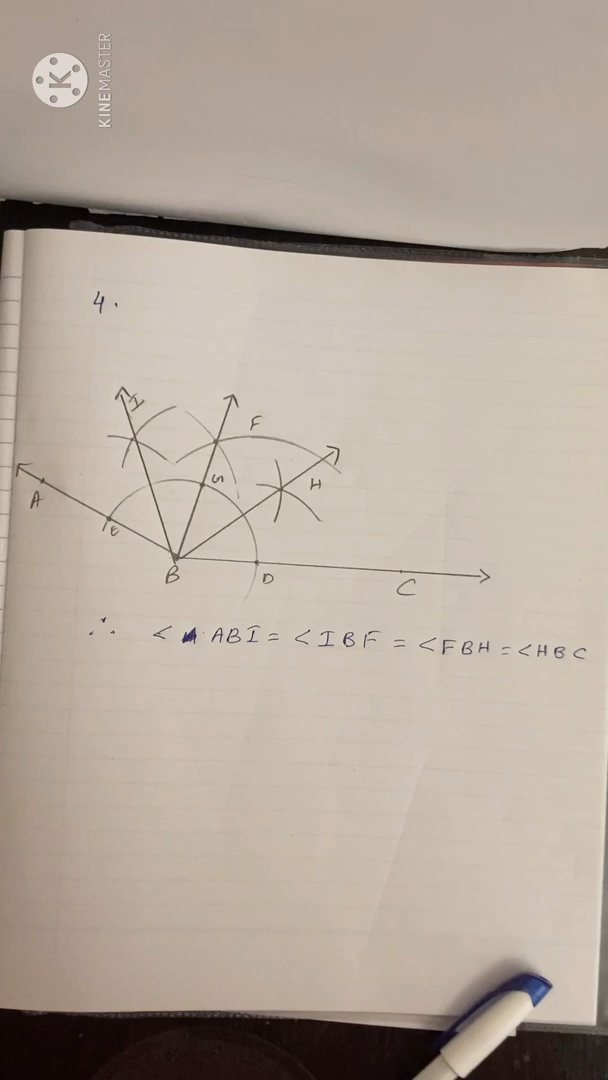 KINEMASTER
4.
I
F
S
H
A
E
B
D
C
∴ < ABI = < IBF = < FBH = < HBC